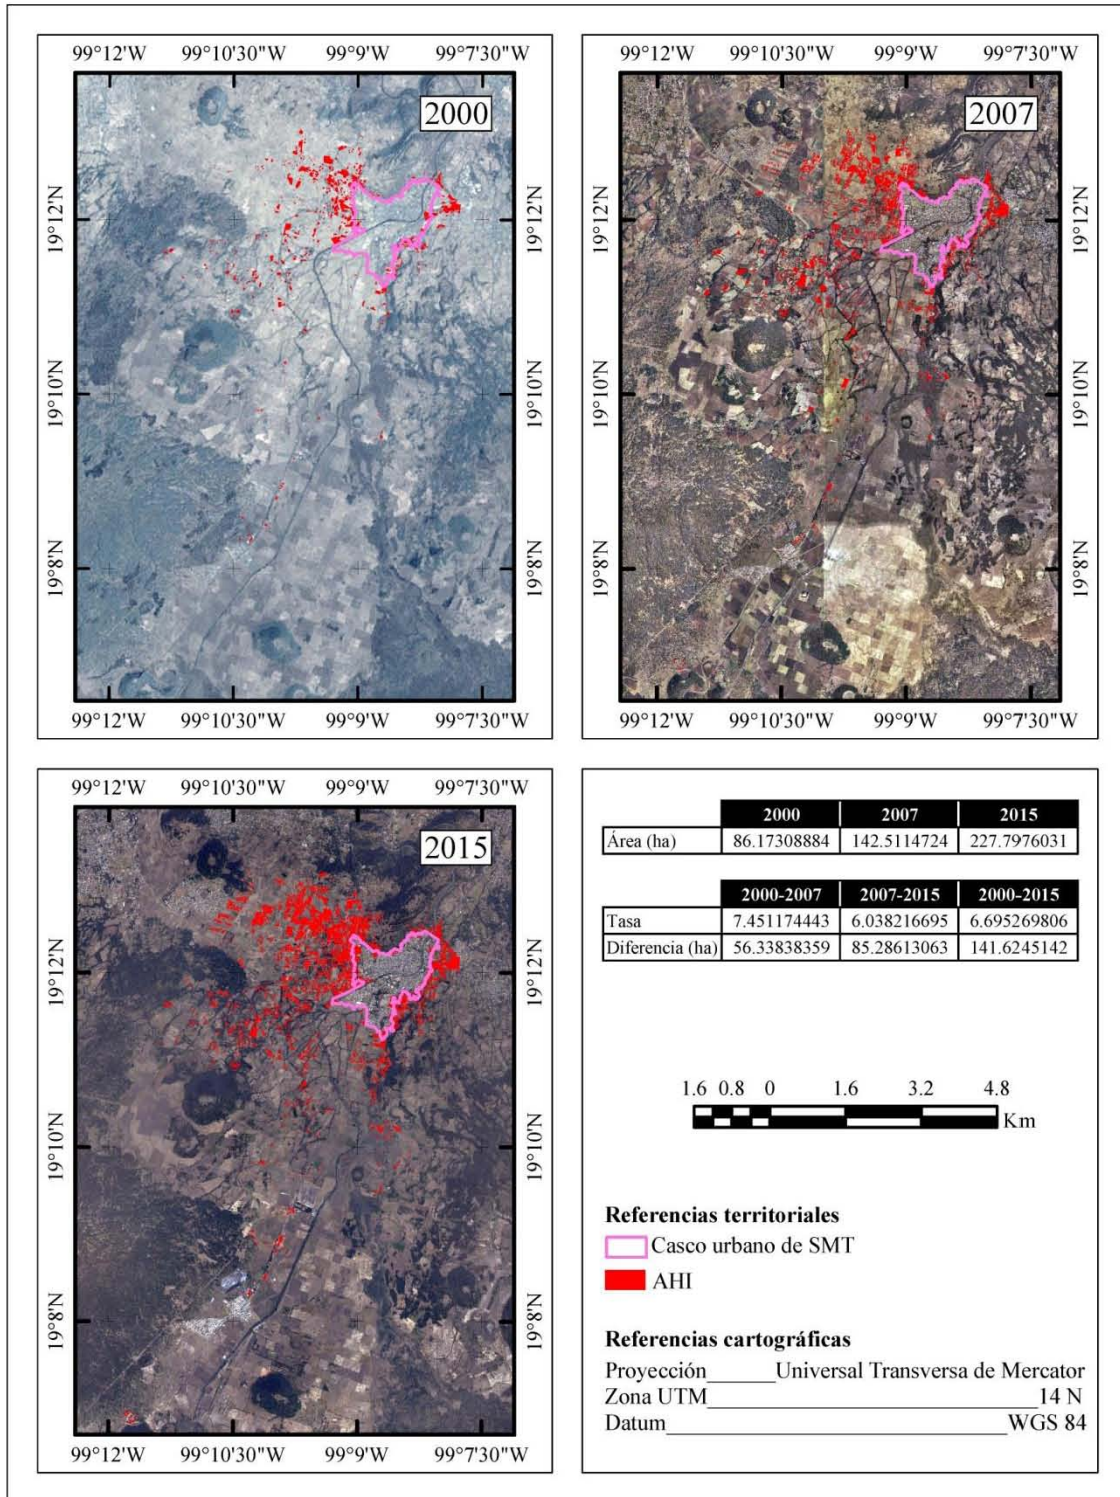 99°12'W 99°10'30"W 99°9'W 99°7'30"W
2000
19°12'N 19°12'N
19°10'N 19°10'N
19°8'N 19°8'N
99°12'W 99°10'30"W 99°9'W 99°7'30"W
99°12'W 99°10'30"W 99°9'W 99°7'30"W
2007
19°12'N 19°12'N
19°10'N 19°10'N
19°8'N 19°8'N
99°12'W 99°10'30"W 99°9'W 99°7'30"W
99°12'W 99°10'30"W 99°9'W 99°7'30"W
2015
19°12'N 19°12'N
19°10'N 19°10'N
19°8'N 19°8'N
99°12'W 99°10'30"W 99°9'W 99°7'30"W
2000 2007 2015
Área (ha) 86.17308884 142.5114724 227.7976031
2000-2007 2007-2015 2000-2015
Tasa 7.451174443 6.038216695 6.695269806
Diferencia (ha) 56.33838359 85.28613063 141.6245142
1.6 0.8 0 1.6 3.2 4.8
Km
Referencias territoriales
Casco urbano de SMT
AHI
Referencias cartográficas
Proyección______Universal Transversa de Mercator
Zona UTM______14 N
Datum______WGS 84